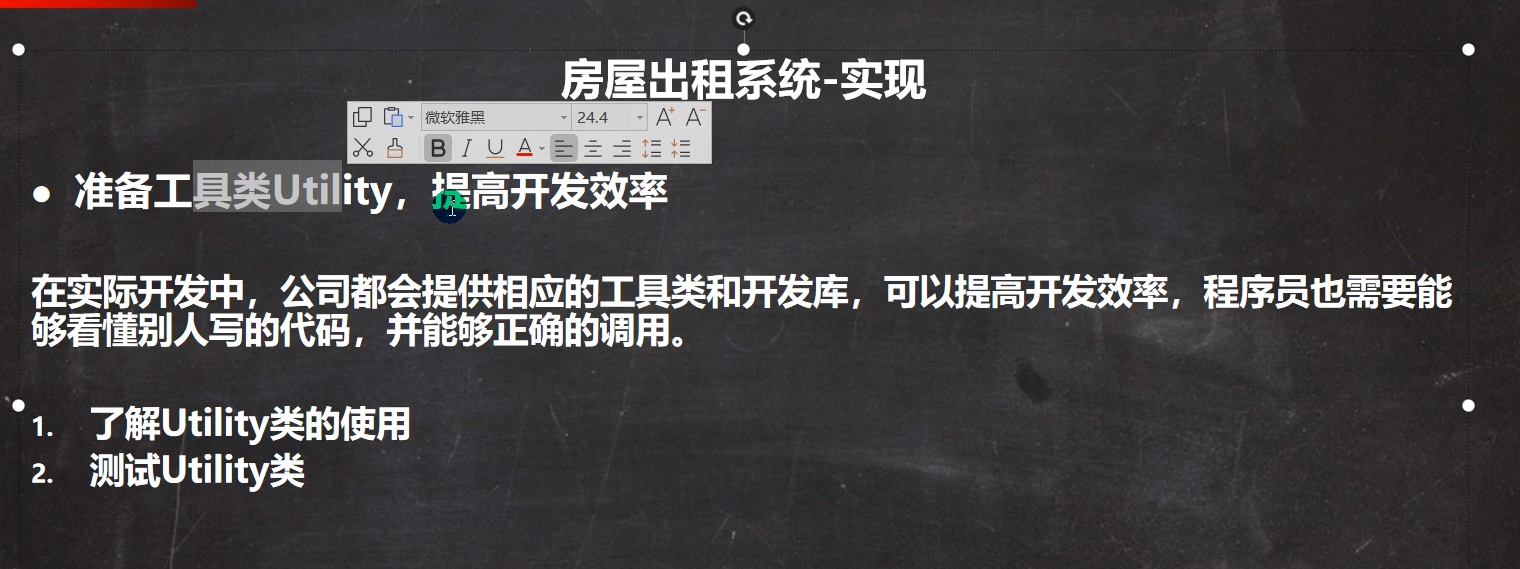 房屋出租系统-实现
微软雅黑 24.4 A+ A-
B I U A
● 准备工具类Utility，提高开发效率
在实际开发中，公司都会提供相应的工具类和开发库，可以提高开发效率，程序员也需要能
够看懂别人写的代码，并能够正确的调用。
1. 了解Utility类的使用
2. 测试Utility类